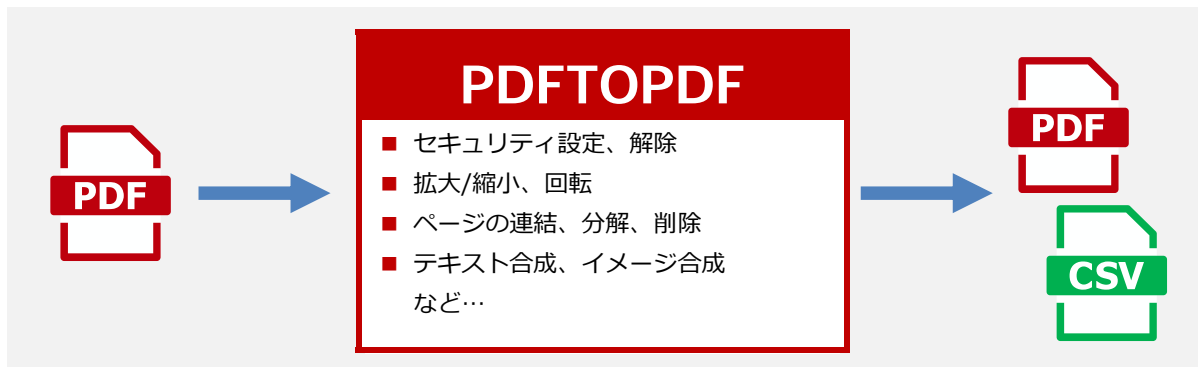 PDF
PDFTOPDF
セキュリティ設定、解除
拡大/縮小、回転
ページの連結、分解、削除
テキスト合成、イメージ合成
など…
PDF
CSV